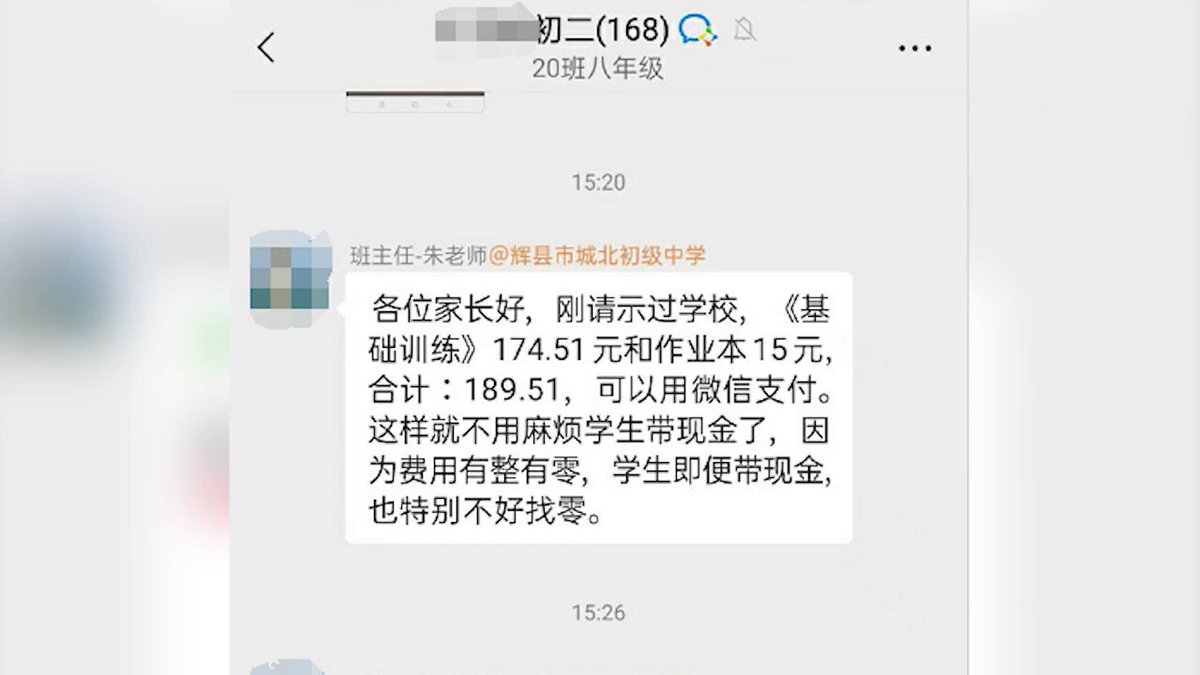 初二(168)
20班八年级
15:20
班主任-朱老师@辉县市城北初级中学
各位家长好，刚请示过学校，《基
础训练》174.51元和作业本15元，
合计：189.51，可以用微信支付。
这样就不用麻烦学生带现金了，因
为费用有整有零，学生即便带现金，
也特别不好找零。
15:26